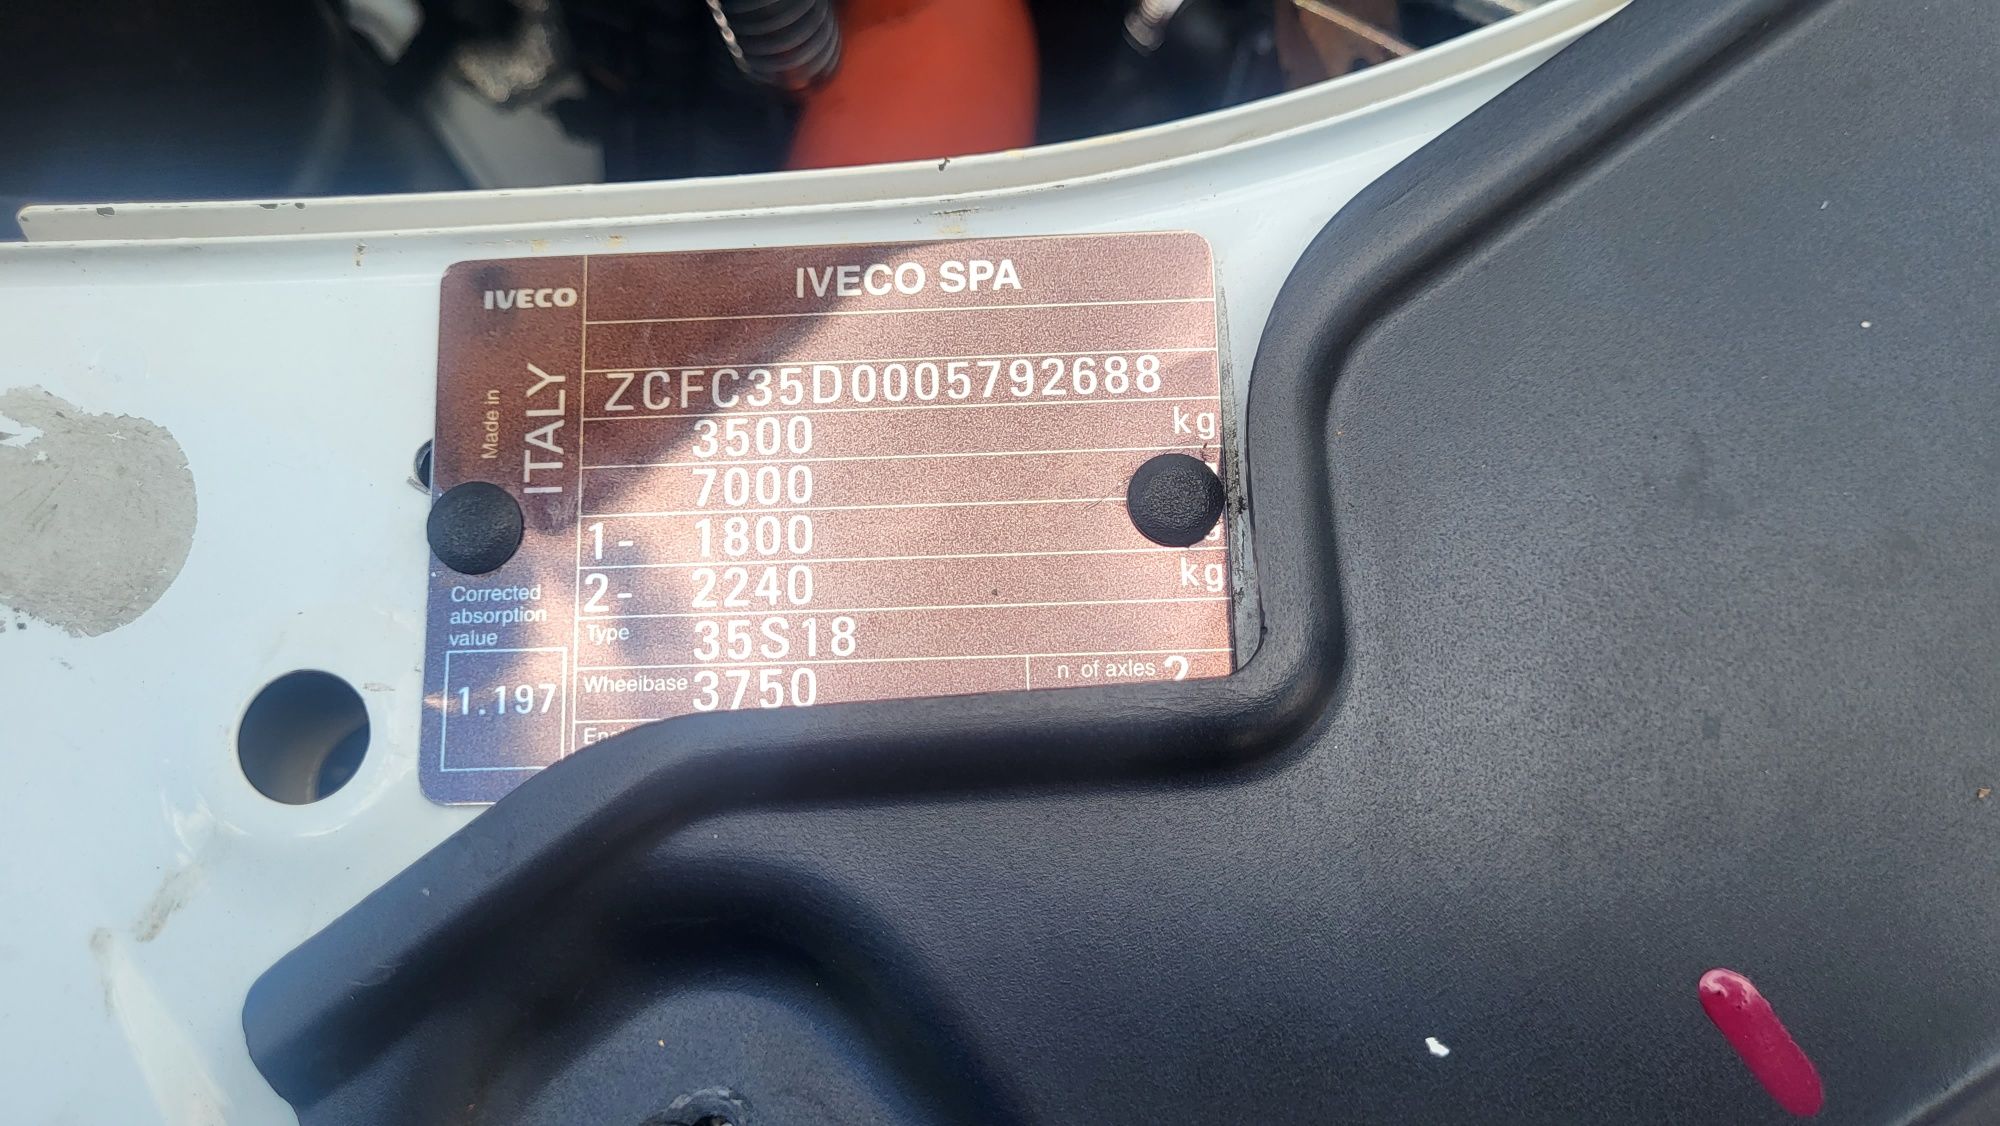 IVECO
IVECO SPA
Made in
ITALY
ZCFC35D0005792688
3500 kg
7000
1- 1800
2- 2240 kg
Type 35S18
Wheelbase 3750 n. of axles 2
Corrected
absorption
value
1.197